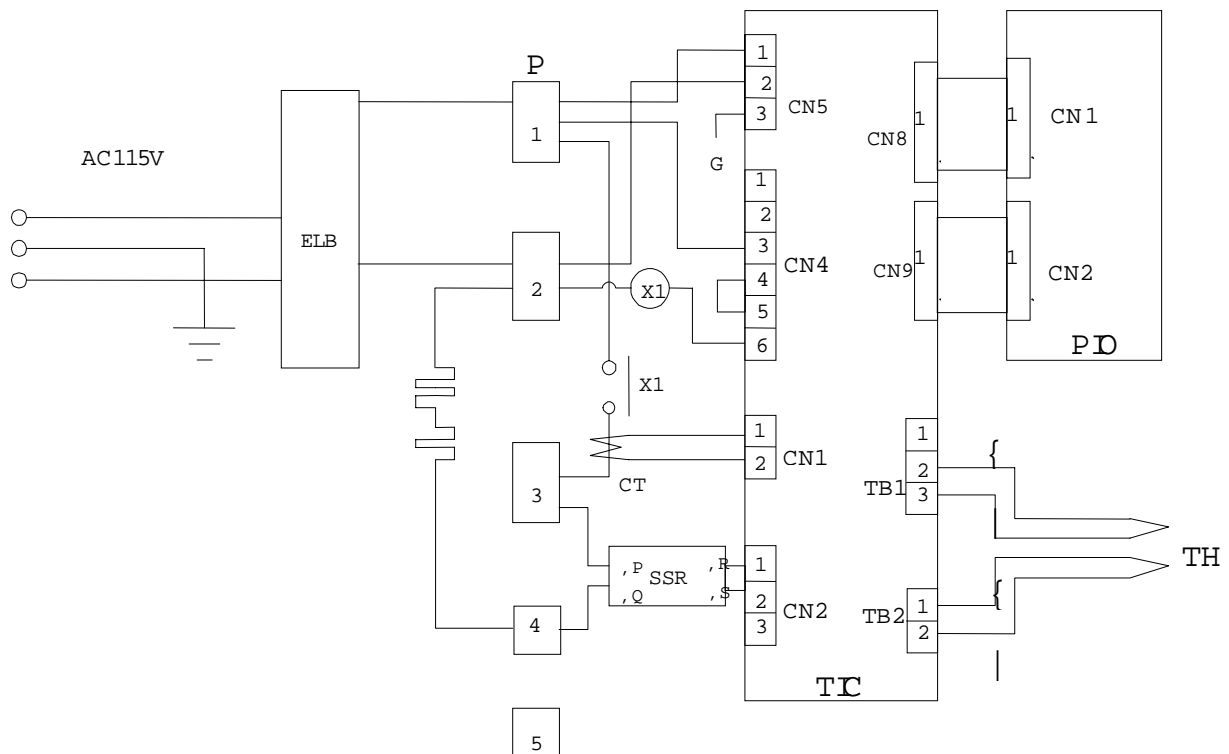 P
1
AC115V
ELB
2
X1
X1
CT
3
,P
,Q
SSR
,R
,S
4
5
1
2
3
CN5
G
1
2
3
4
5
6
CN4
1
2
CN1
1
2
3
CN2
TIC
CN8
1
CN9
1
1
CN1
1
CN2
PIO
1
2
3
TB1
{
|
TH
1
2
TB2
{
|